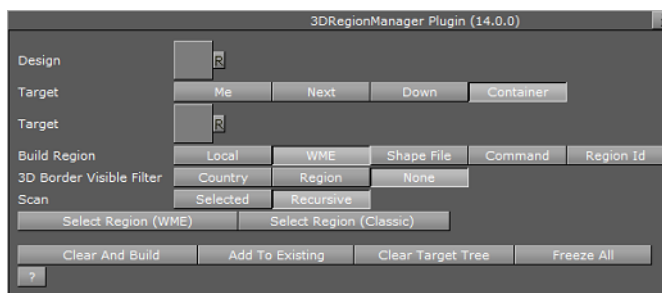 3DRegionManager Plugin (14.0.0)
Design R
Target Me Next Down Container
Target R
Build Region Local WME Shape File Command Region Id
3D Border Visible Filter Country Region None
Scan Selected Recursive
Select Region (WME) Select Region (Classic)
Clear And Build Add To Existing Clear Target Tree Freeze All
?